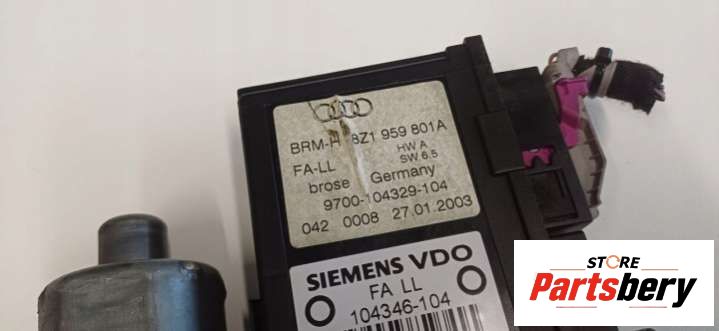 BRM-H 8Z1 959 801A
FA-LL HW A
SW 6.5
brose Germany
9700-104329-104
042 0008 27.01.2003
SIEMENS VDO
FA LL
104346-104
STORE
Partsbery